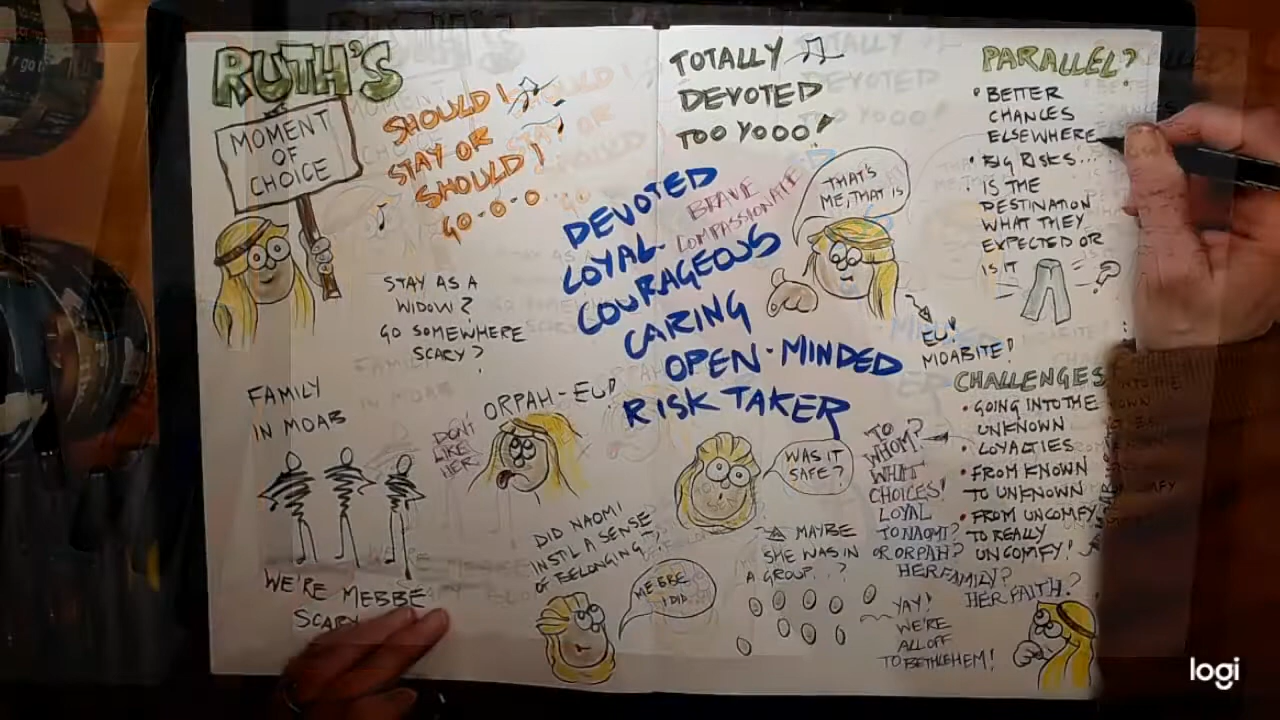 RUTH'S
MOMENT
OF
CHOICE
SHOULD I
STAY OR
SHOULD I
GO-O-O...
STAY AS A
WIDOW?
GO SOMEWHERE
SCARY?
FAMILY
IN MOAB
WE'RE MEBBE
SCARY
ORPAH-
DON'T
LIKE
HER
DID NAOMI
INSTIL A SENSE
OF BELONGING?
MEBBE
I DID
TOTALLY
DEVOTED
TOO YOOO!
DEVOTED
BRAVE
LOYAL
COMPASSIONATE
COURAGEOUS
CARING
OPEN-MINDED
RISK TAKER
THAT'S
ME, THAT IS
EU!
MOABITE!
WAS IT
SAFE?
MAYBE
SHE WAS IN
A GROUP...?
YAY!
WE'RE
ALL OFF
TO BETHLEHEM!
TO
WHOM?
WHAT
CHOICES!
LOYAL
TO NAOMI?
OR ORPAH?
HER FAMILY?
HER FAITH?
PARALLEL?
• BETTER
CHANCES
ELSEWHERE
• BIG RISKS...
• IS THE
DESTINATION
WHAT THEY
EXPECTED OR
IS IT
?
CHALLENGES
• GOING INTO THE
UNKNOWN
• LOYALTIES
• FROM KNOWN
TO UNKNOWN
• FROM UNCOMFY
TO REALLY
UNCOMFY!
logi